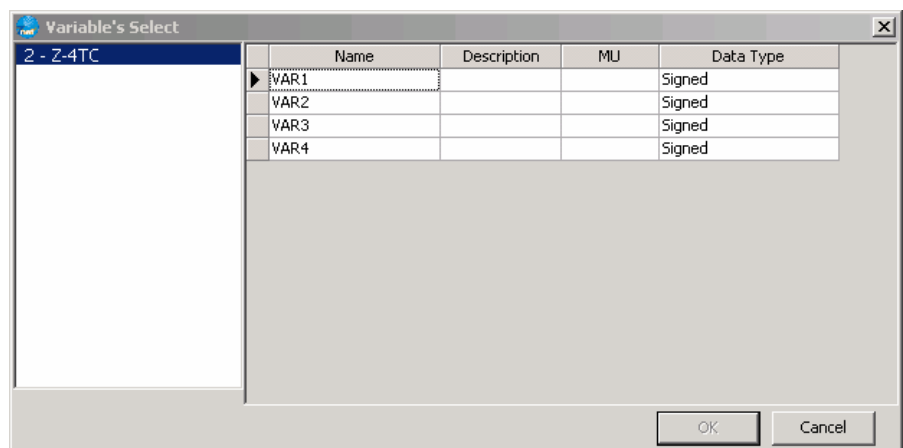 Variable's Select
2 - Z-4TC
Name Description MU Data Type
VAR1 Signed
VAR2 Signed
VAR3 Signed
VAR4 Signed
OK Cancel